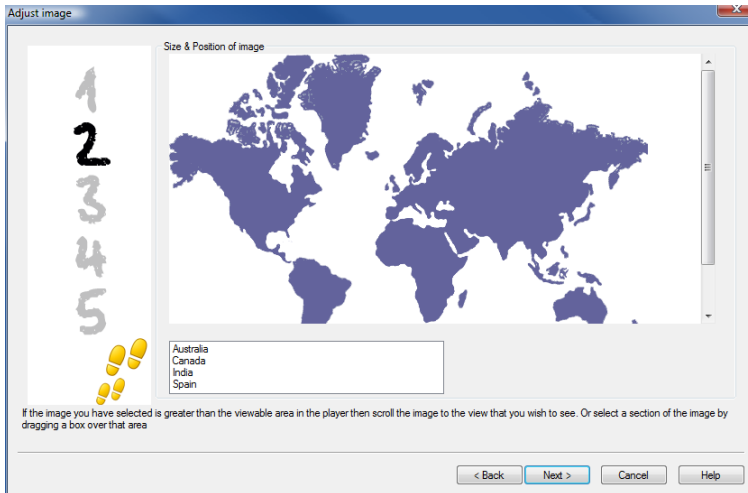 Adjust image
Size & Position of image
1
2
3
4
5
Australia
Canada
India
Spain
If the image you have selected is greater than the viewable area in the player then scroll the image to the view that you wish to see. Or select a section of the image by
dragging a box over that area
< Back
Next >
Cancel
Help